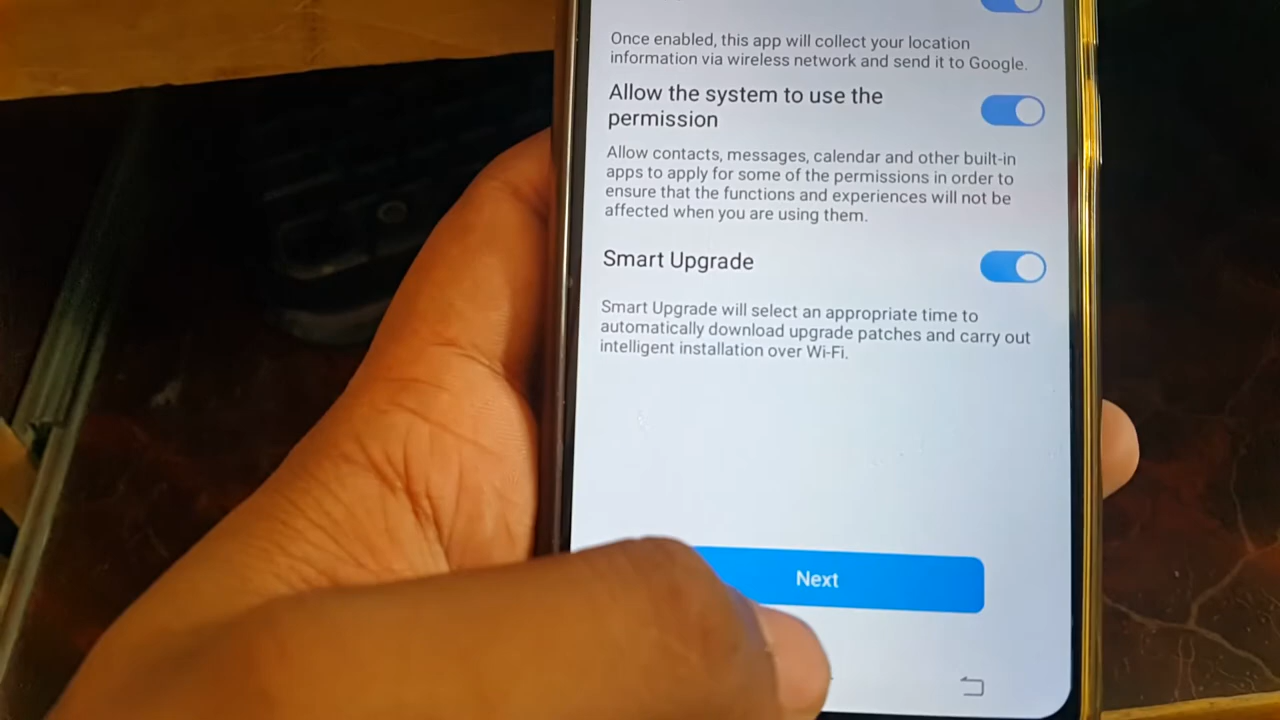 Once enabled, this app will collect your location
information via wireless network and send it to Google.
Allow the system to use the
permission
Allow contacts, messages, calendar and other built-in
apps to apply for some of the permissions in order to
ensure that the functions and experiences will not be
affected when you are using them.
Smart Upgrade
Smart Upgrade will select an appropriate time to
automatically download upgrade patches and carry out
intelligent installation over Wi-Fi.
Next